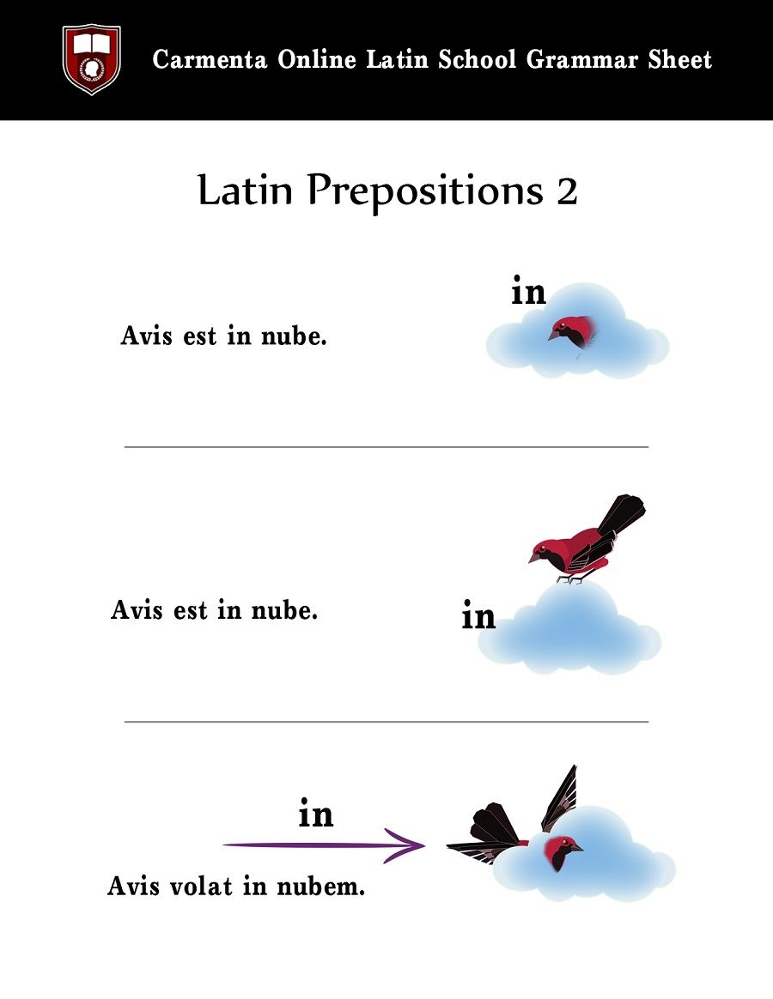 Carmenta Online Latin School Grammar Sheet
Latin Prepositions 2
in
Avis est in nube.
Avis est in nube.
in
in
Avis volat in nubem.